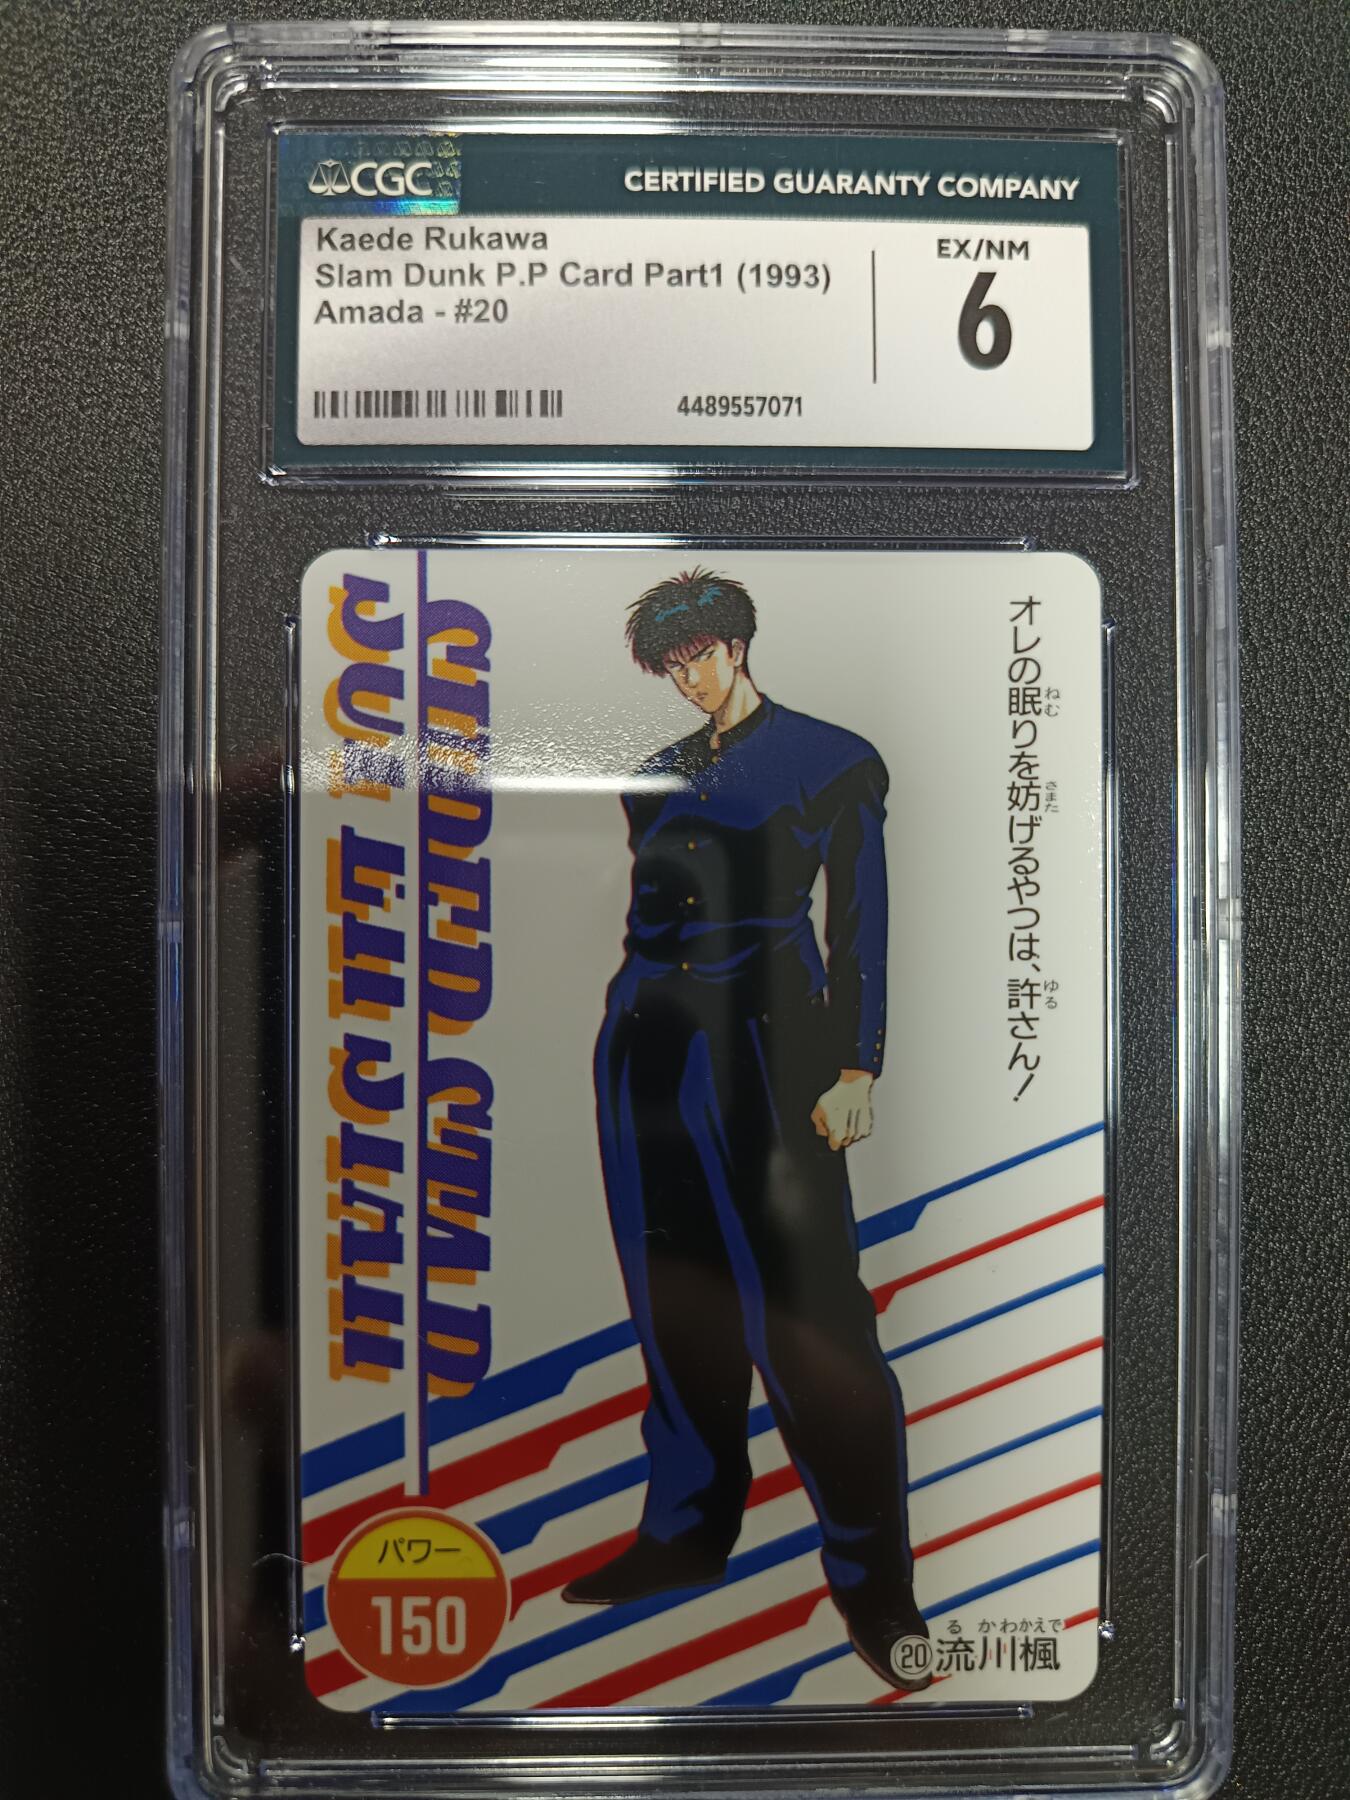 CGC
CERTIFIED GUARANTY COMPANY
Kaede Rukawa
Slam Dunk P.P Card Part1 (1993)
Amada - #20
EX/NM
6
4489557071
オレの眠りを妨げるやつは、許さん!
ねむ
さまた
ゆる
パワー
150
るかわかえで
20 流川楓